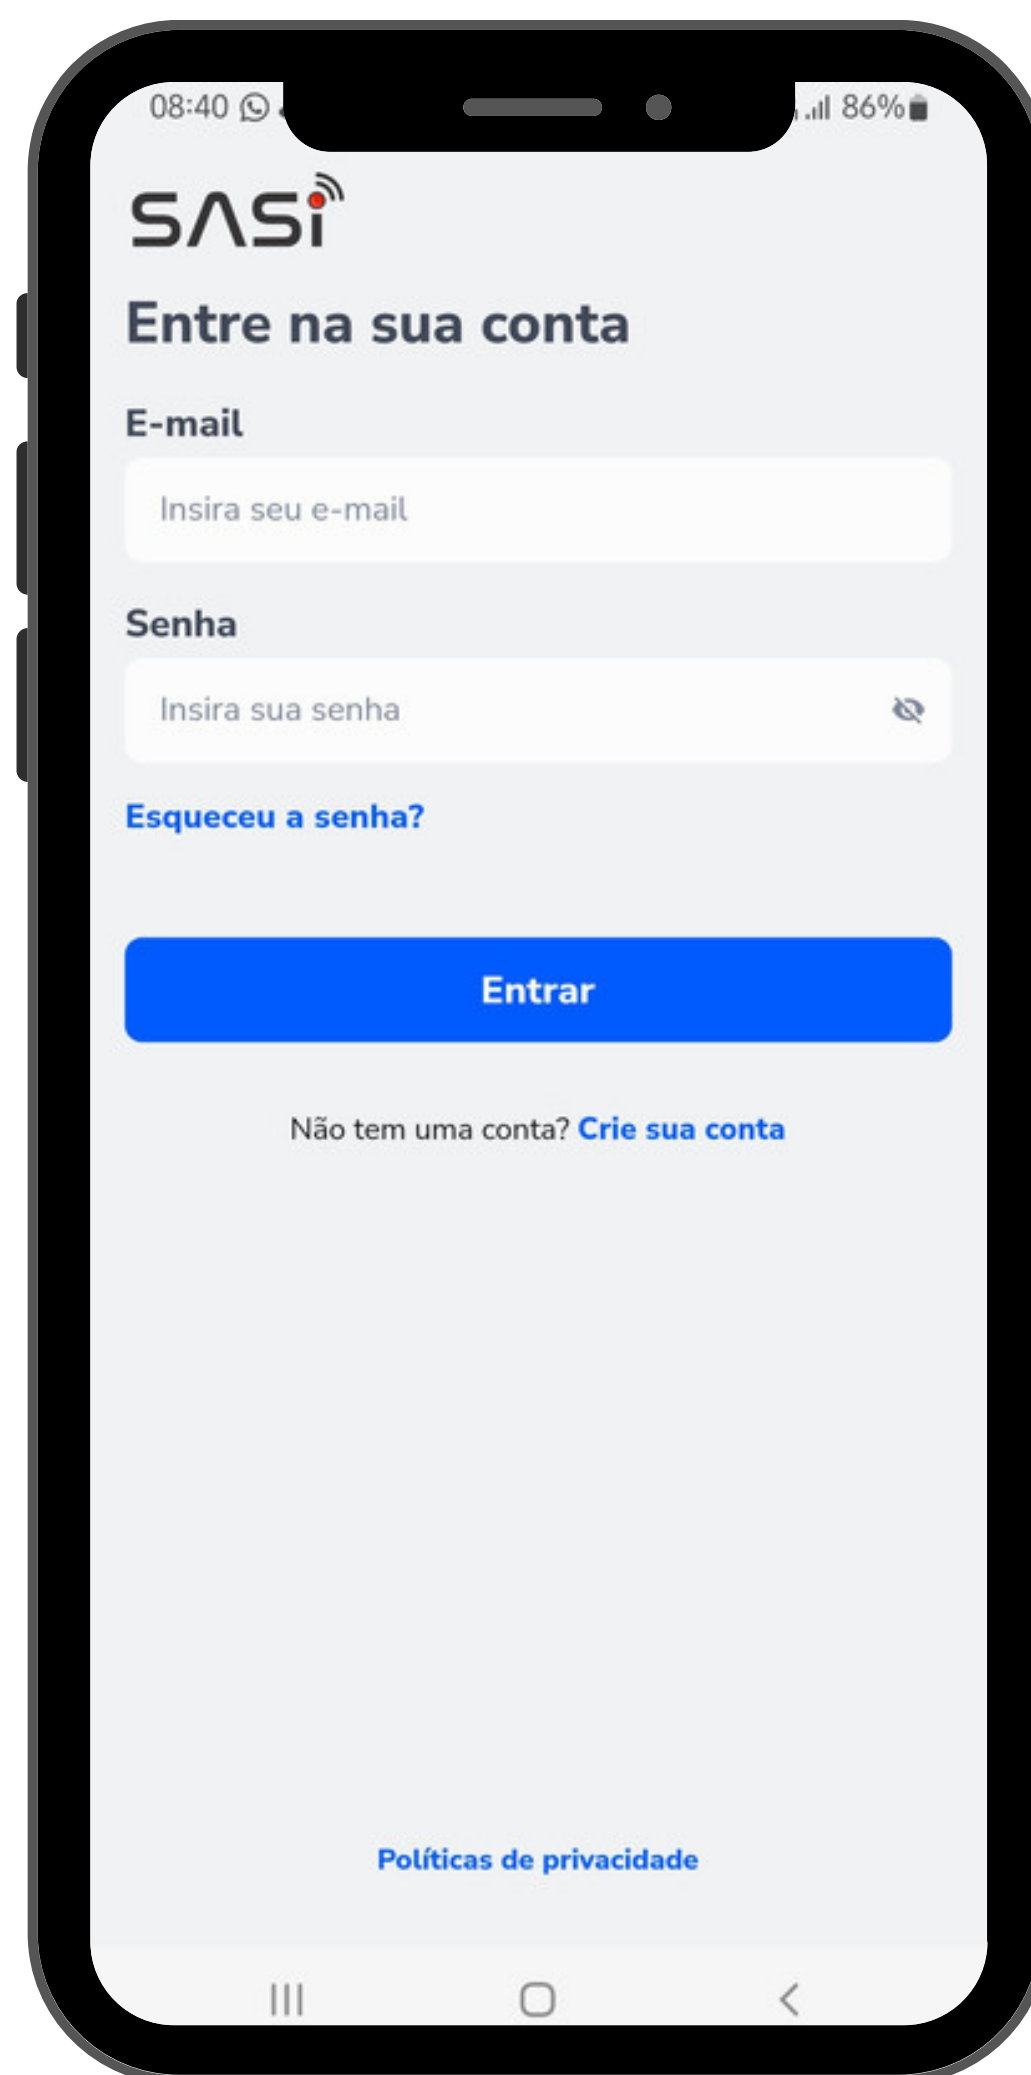 08:40
86%
SASi
Entre na sua conta
E-mail
Insira seu e-mail
Senha
Insira sua senha
Esqueceu a senha?
Entrar
Não tem uma conta? Crie sua conta
Políticas de privacidade